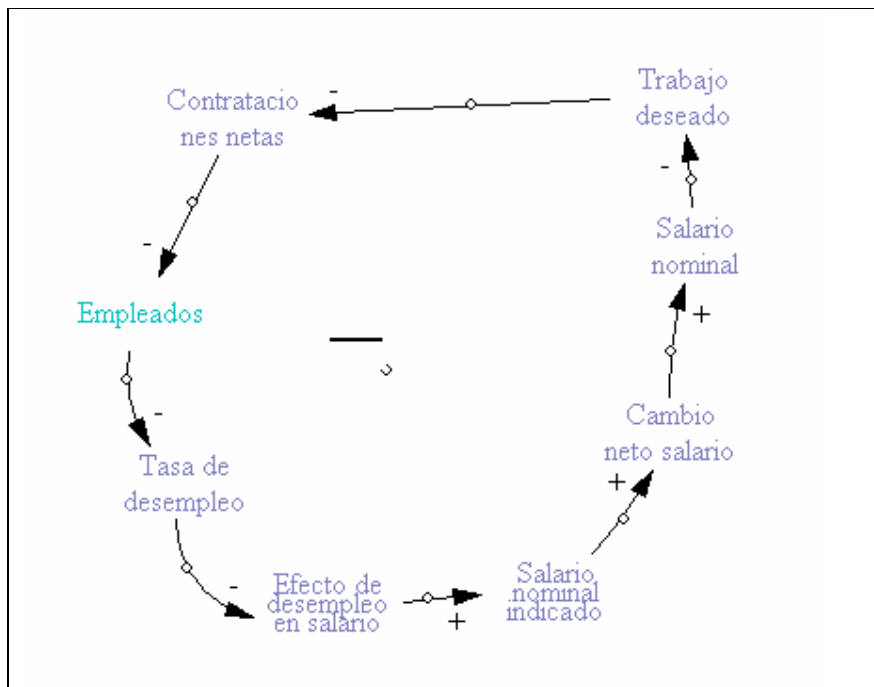 Trabajo
deseado
-
Contratacio
nes netas
-
Salario
nominal
-
Empleados
+
-
Cambio
neto salario
Tasa de
desempleo
+
-
Efecto de
desempleo
en salario
Salario
nominal
indicado
+